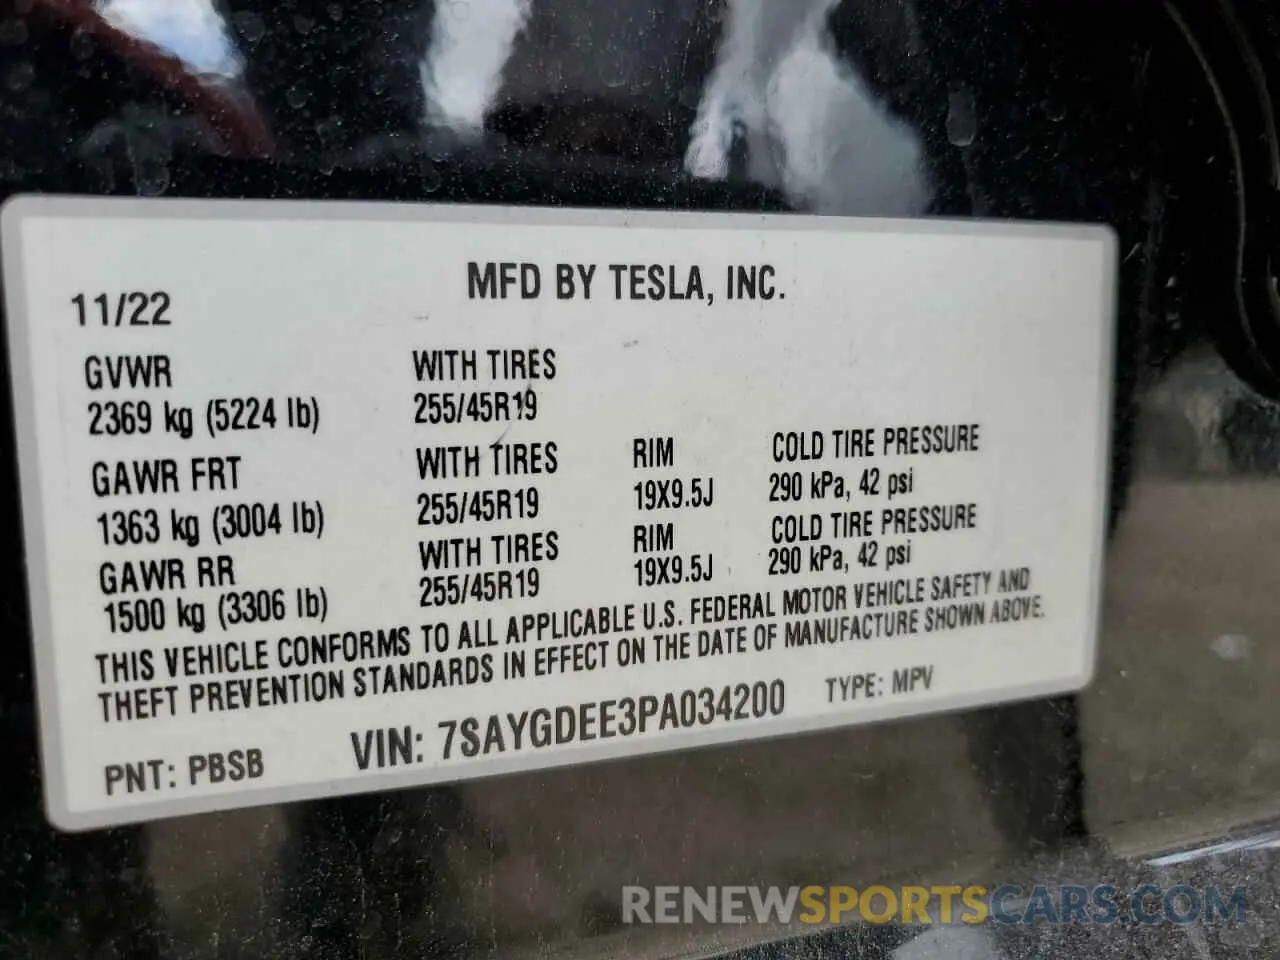 MFD BY TESLA, INC.
11/22
GVWR WITH TIRES
2369 kg (5224 lb) 255/45R19
GAWR FRT WITH TIRES RIM COLD TIRE PRESSURE
1363 kg (3004 lb) 255/45R19 19X9.5J 290 kPa, 42 psi
GAWR RR WITH TIRES RIM COLD TIRE PRESSURE
1500 kg (3306 lb) 255/45R19 19X9.5J 290 kPa, 42 psi
THIS VEHICLE CONFORMS TO ALL APPLICABLE U.S. FEDERAL MOTOR VEHICLE SAFETY AND
THEFT PREVENTION STANDARDS IN EFFECT ON THE DATE OF MANUFACTURE SHOWN ABOVE.
PNT: PBSB VIN: 7SAYGDEE3PA034200 TYPE: MPV
RENEWSPORTSCARS.COM